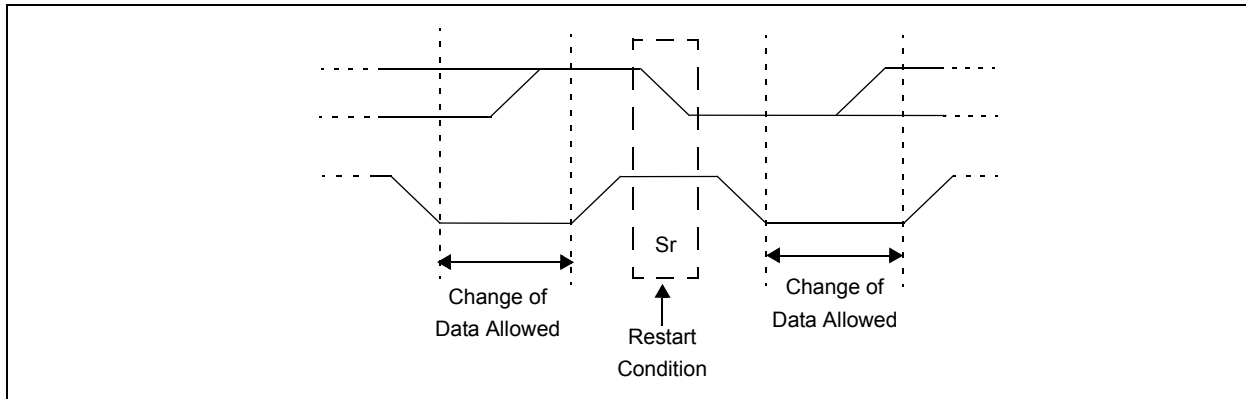 Sr
Change of
Data Allowed
Restart
Condition
Change of
Data Allowed